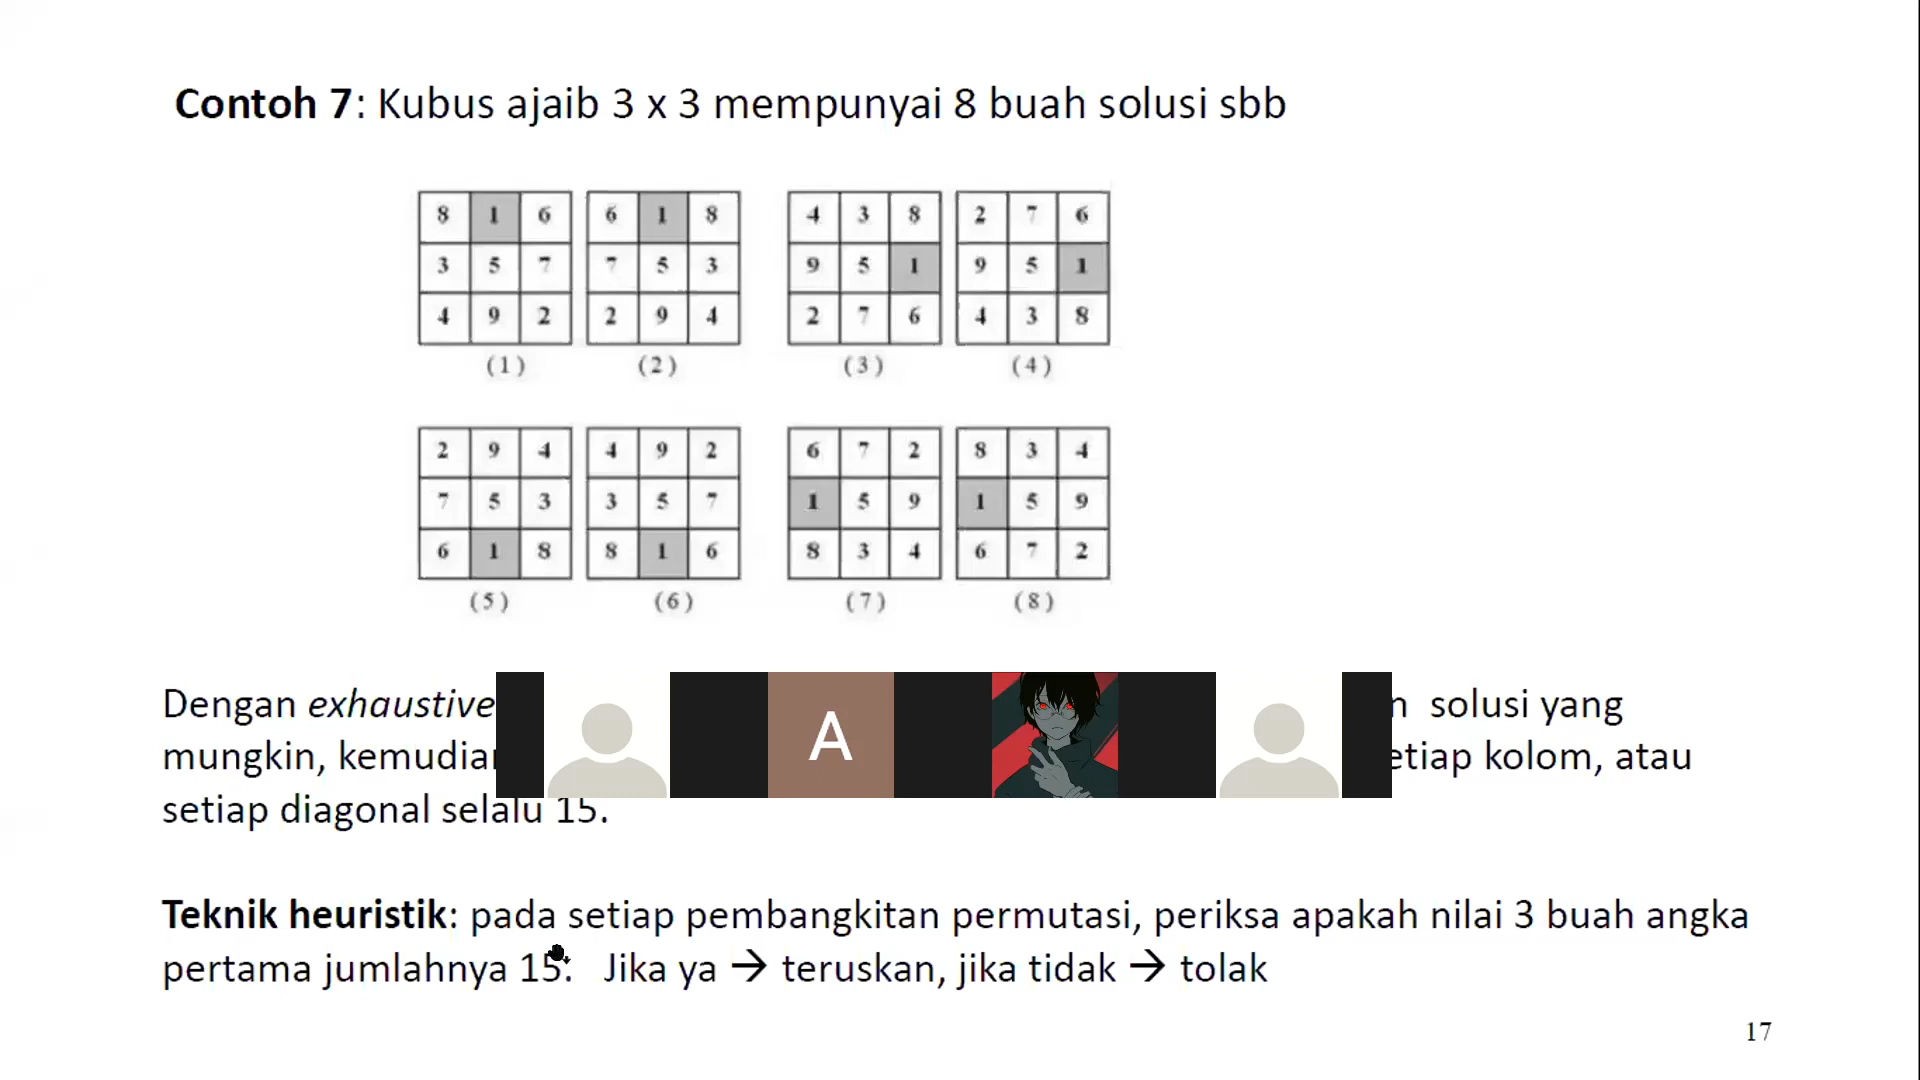 Contoh 7: Kubus ajaib 3 x 3 mempunyai 8 buah solusi sbb
8 1 6 6 1 8 4 3 8 2 7 6
3 5 7 7 5 3 9 5 1 9 5 1
4 9 2 2 9 4 2 7 6 4 3 8
(1) (2) (3) (4)
2 9 4 4 9 2 6 7 2 8 3 4
7 5 3 3 5 7 1 5 9 1 5 9
6 1 8 8 1 6 8 3 4 6 7 2
(5) (6) (7) (8)
Dengan exhaustive solusi yang
A
mungkin, kolom, atau
setiap diagonal selalu 15.
Teknik heuristik: pada setiap pembangkitan permutasi, periksa apakah nilai 3 buah angka
pertama jumlahnya 15. Jika ya → teruskan, jika tidak → tolak
17